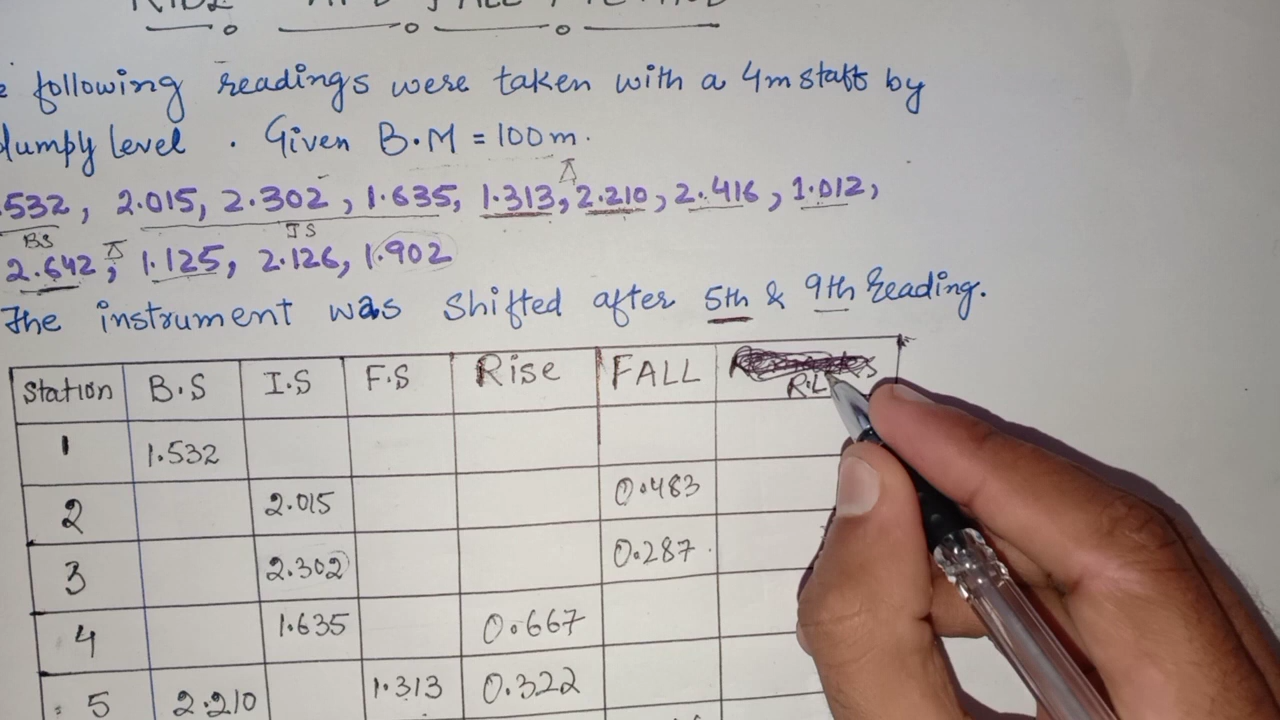 following readings were taken with a 4m staff by
dumpy level. Given B.M = 100m.
.532, 2.015, 2.302, 1.635, 1.313, 2.210, 2.416, 1.012,
BS IS
2.642, 1.125, 2.126, 1.902
The instrument was shifted after 5th & 9th reading.
Station B.S I.S F.S Rise FALL R.L
1 1.532
2 2.015 0.483
3 2.302 0.287
4 1.635 0.667
5 2.210 1.313 0.322